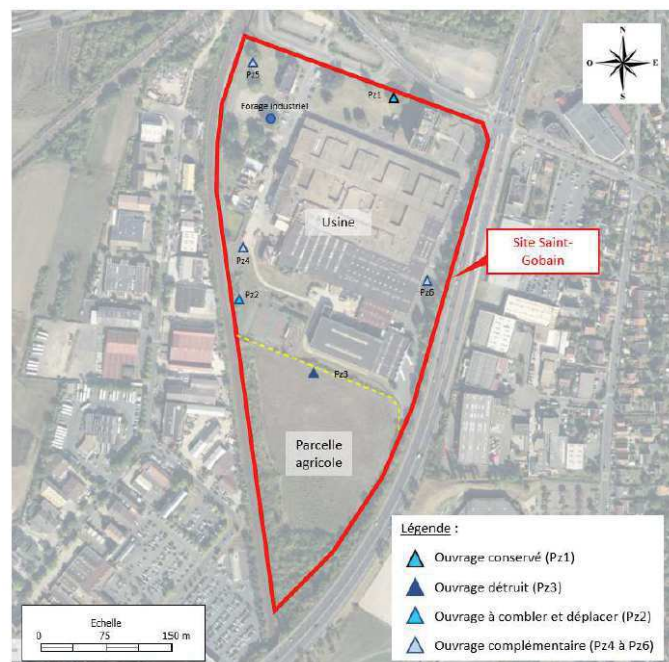 N
O
E
S
Pz5
Pz1
Forage industriel
Usine
Site Saint-
Gobain
Pz4
Pz6
Pz2
Pz3
Parcelle
agricole
Légende :
Ouvrage conservé (Pz1)
Ouvrage détruit (Pz3)
Ouvrage à combler et déplacer (Pz2)
Ouvrage complémentaire (Pz4 à Pz6)
Echelle
0 75 150 m